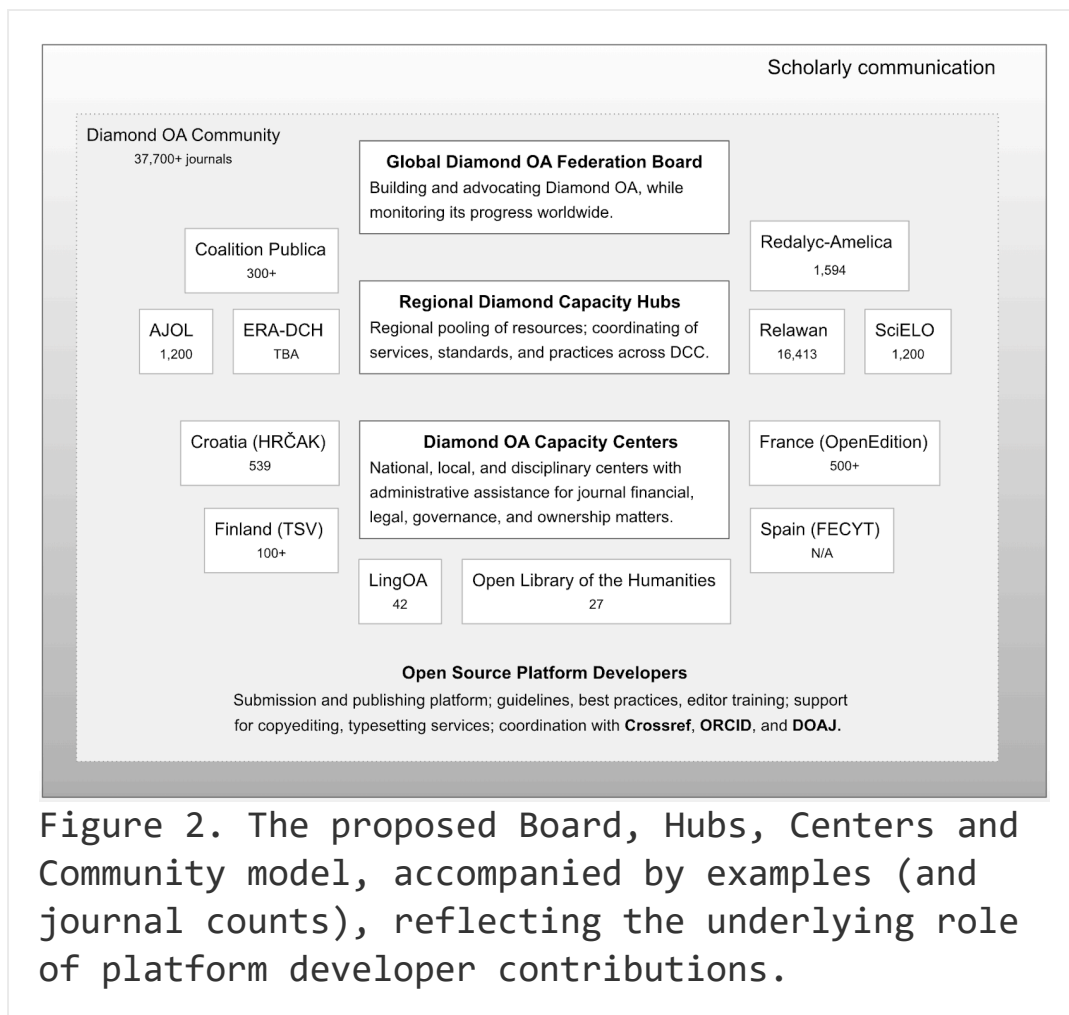 Scholarly communication
Diamond OA Community
37,700+ journals
Global Diamond OA Federation Board
Building and advocating Diamond OA, while
monitoring its progress worldwide.
Coalition Publica
300+
Redalyc-Amelica
1,594
Regional Diamond Capacity Hubs
Regional pooling of resources; coordinating of
services, standards, and practices across DCC.
AJOL
1,200
ERA-DCH
TBA
Relawan
16,413
SciELO
1,200
Croatia (HRČAK)
539
Diamond OA Capacity Centers
National, local, and disciplinary centers with
administrative assistance for journal financial,
legal, governance, and ownership matters.
France (OpenEdition)
500+
Finland (TSV)
100+
Spain (FECYT)
N/A
LingOA
42
Open Library of the Humanities
27
Open Source Platform Developers
Submission and publishing platform; guidelines, best practices, editor training; support
for copyediting, typesetting services; coordination with Crossref, ORCID, and DOAJ.
Figure 2. The proposed Board, Hubs, Centers and
Community model, accompanied by examples (and
journal counts), reflecting the underlying role
of platform developer contributions.